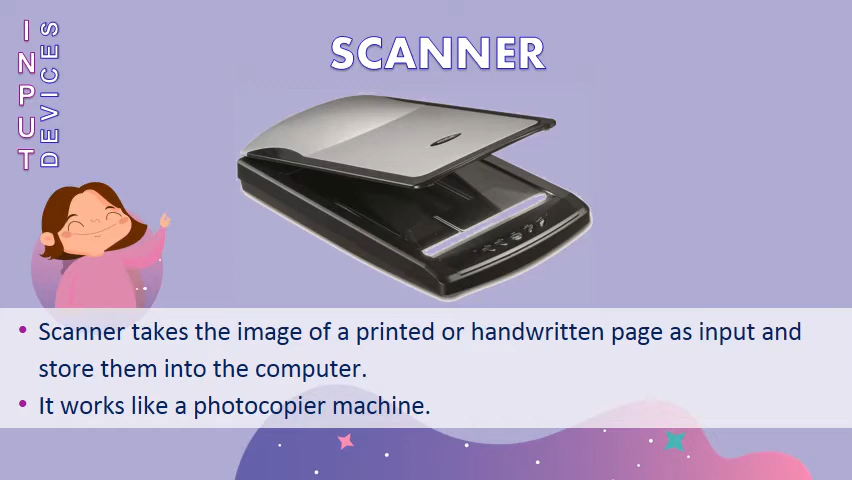 INPUT
DEVICES
SCANNER
• Scanner takes the image of a printed or handwritten page as input and
store them into the computer.
• It works like a photocopier machine.